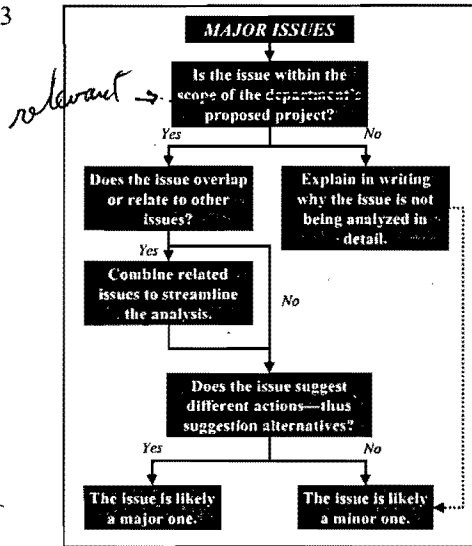 3
MAJOR ISSUES
Is the issue within the
scope of the department's
proposed project?
relevant
Yes
No
Does the issue overlap
or relate to other
issues?
Explain in writing
why the issue is not
being analyzed in
detail.
Yes
Combine related
issues to streamline
the analysis.
No
Does the issue suggest
different actions—thus
suggestion alternatives?
Yes
No
The issue is likely
a major one.
The issue is likely
a minor one.